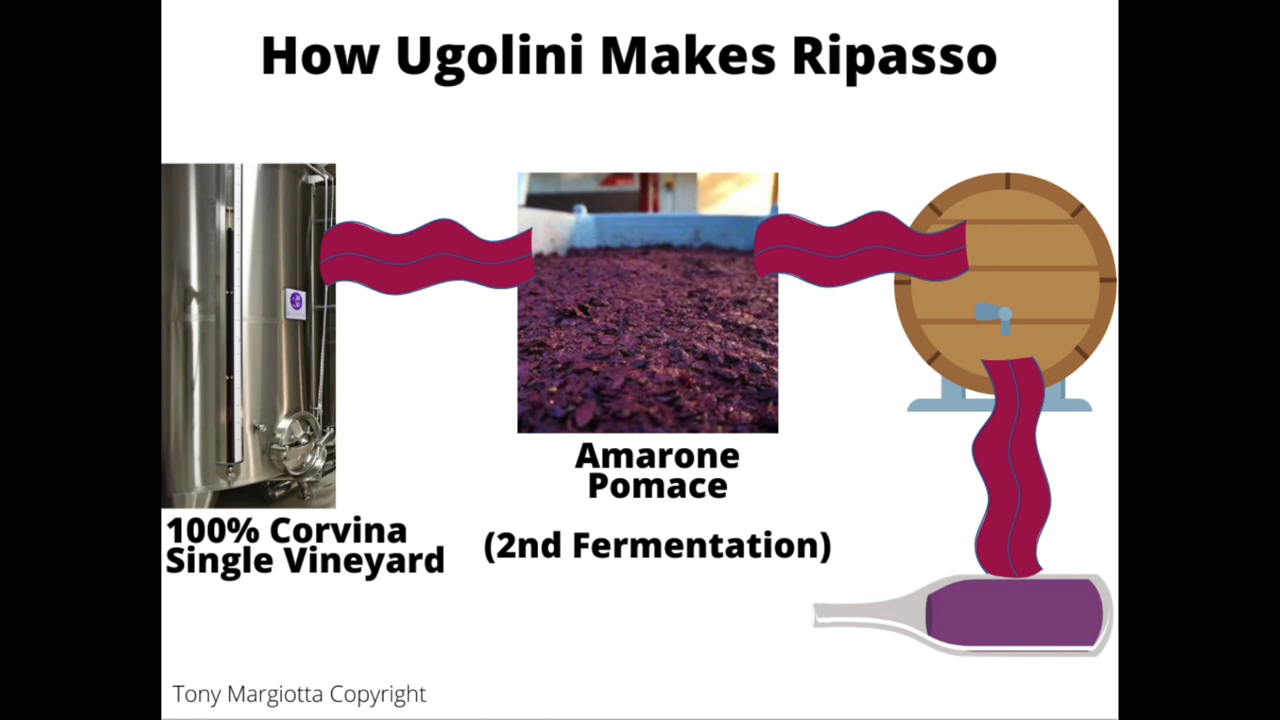 How Ugolini Makes Ripasso
Amarone
Pomace
100% Corvina
Single Vineyard
(2nd Fermentation)
Tony Margiotta Copyright